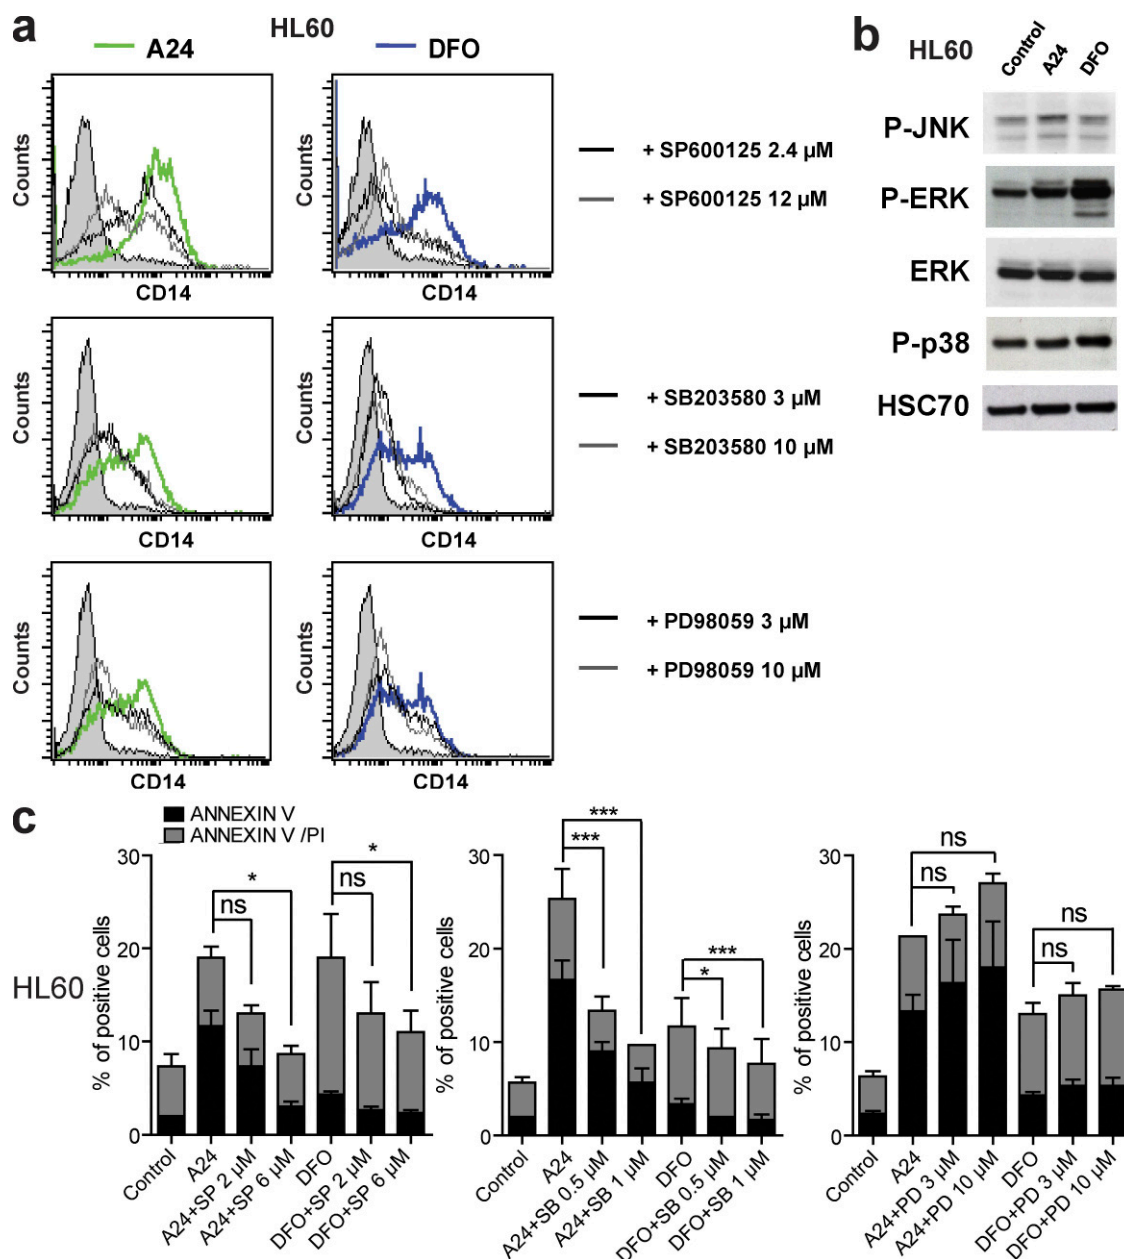 a
HL60
A24
DFO
Counts
CD14
Counts
CD14
+ SP600125 2.4 µM
+ SP600125 12 µM
Counts
CD14
Counts
CD14
+ SB203580 3 µM
+ SB203580 10 µM
Counts
CD14
Counts
CD14
+ PD98059 3 µM
+ PD98059 10 µM
b
HL60
Control
A24
DFO
P-JNK
P-ERK
ERK
P-p38
HSC70
c
ANNEXIN V
ANNEXIN V /PI
HL60
% of positive cells
30
20
10
0
ns
*
ns
*
Control
A24
A24+SP 2 µM
A24+SP 6 µM
DFO
DFO+SP 2 µM
DFO+SP 6 µM
% of positive cells
30
20
10
0
***
***
*
***
Control
A24
A24+SB 0.5 µM
A24+SB 1 µM
DFO
DFO+SB 0.5 µM
DFO+SB 1 µM
% of positive cells
30
20
10
0
ns
ns
ns
ns
Control
A24
A24+PD 3 µM
A24+PD 10 µM
DFO
DFO+PD 3 µM
DFO+PD 10 µM